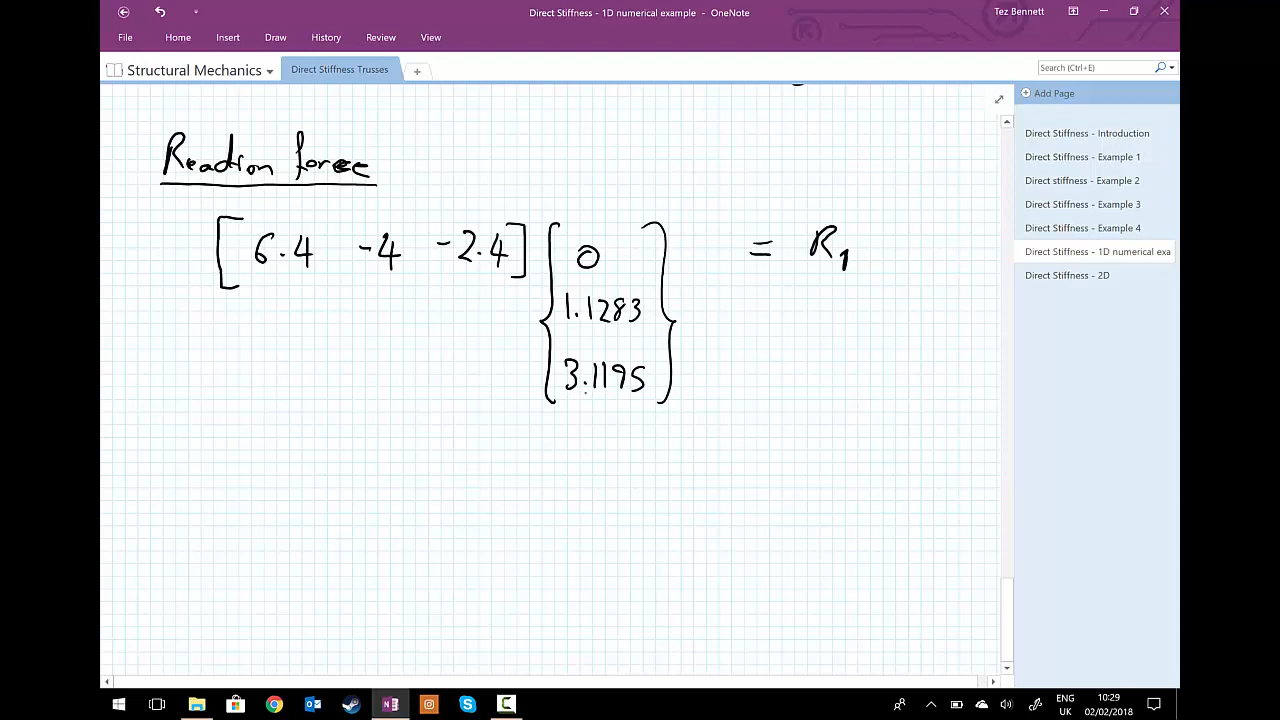 Direct Stiffness - 1D numerical example - OneNote
Tez Bennett
File Home Insert Draw History Review View
Structural Mechanics
Direct Stiffness Trusses
+
Search (Ctrl+E)
Add Page
Direct Stiffness - Introduction
Direct Stiffness - Example 1
Direct stiffness - Example 2
Direct Stiffness - Example 3
Direct Stiffness - Example 4
Direct Stiffness - 1D numerical exa
Direct Stiffness - 2D
Reaction force
[ 6.4 -4 -2.4 ] { 0 } = R1
1.1283
3.1195
ENG
UK
10:29
02/02/2018